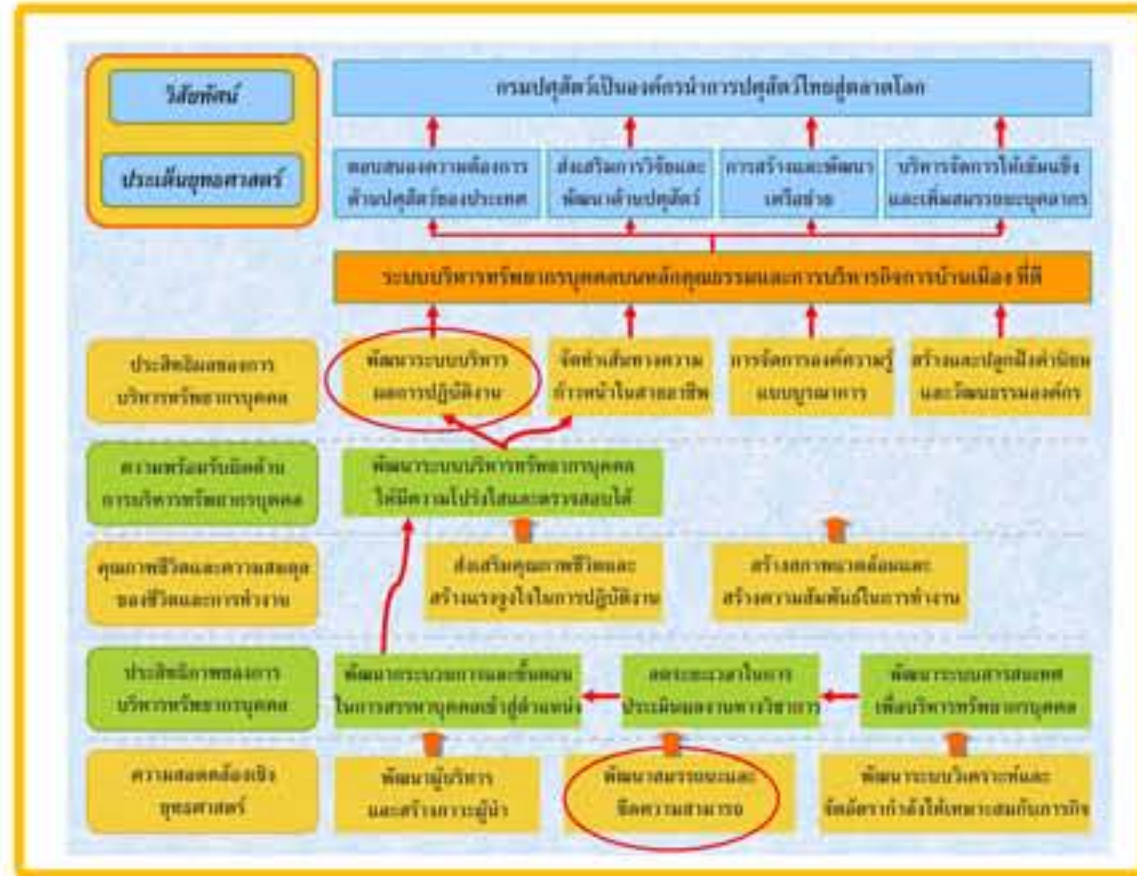 วิสัยทัศน์
กรมปศุสัตว์เป็นองค์กรนำการปศุสัตว์ไทยสู่ตลาดโลก
ประเด็นยุทธศาสตร์
ตอบสนองความต้องการ
ด้านปศุสัตว์ของประเทศ
ส่งเสริมการวิจัยและ
พัฒนาด้านปศุสัตว์
การสร้างและพัฒนา
เครือข่าย
บริหารจัดการให้เข้มแข็ง
และเพิ่มสมรรถนะบุคลากร
ระบบบริหารทรัพยากรบุคคลบนหลักคุณธรรมและการบริหารกิจการบ้านเมือง ที่ดี
ประสิทธิผลของการ
บริหารทรัพยากรบุคคล
พัฒนาระบบบริหาร
ผลการปฏิบัติงาน
จัดทำเส้นทางความ
ก้าวหน้าในสายอาชีพ
การจัดการองค์ความรู้
แบบบูรณาการ
สร้างและปลูกฝังค่านิยม
และวัฒนธรรมองค์กร
ความพร้อมรับผิดด้าน
การบริหารทรัพยากรบุคคล
พัฒนาระบบบริหารทรัพยากรบุคคล
ให้มีความโปร่งใสและตรวจสอบได้
คุณภาพชีวิตและความสมดุล
ของชีวิตและการทำงาน
ส่งเสริมคุณภาพชีวิตและ
สร้างแรงจูงใจในการปฏิบัติงาน
สร้างสภาพแวดล้อมและ
สร้างความสัมพันธ์ในการทำงาน
ประสิทธิภาพของการ
บริหารทรัพยากรบุคคล
พัฒนากระบวนการและขั้นตอน
ในการสรรหาบุคคลเข้าสู่ตำแหน่ง
ลดระยะเวลาในการ
ประเมินผลงานทางวิชาการ
พัฒนาระบบสารสนเทศ
เพื่อบริหารทรัพยากรบุคคล
ความสอดคล้องเชิง
ยุทธศาสตร์
พัฒนาผู้บริหาร
และสร้างภาวะผู้นำ
พัฒนาสมรรถนะและ
ขีดความสามารถ
พัฒนาระบบวิเคราะห์และ
จัดอัตรากำลังให้เหมาะสมกับภารกิจ